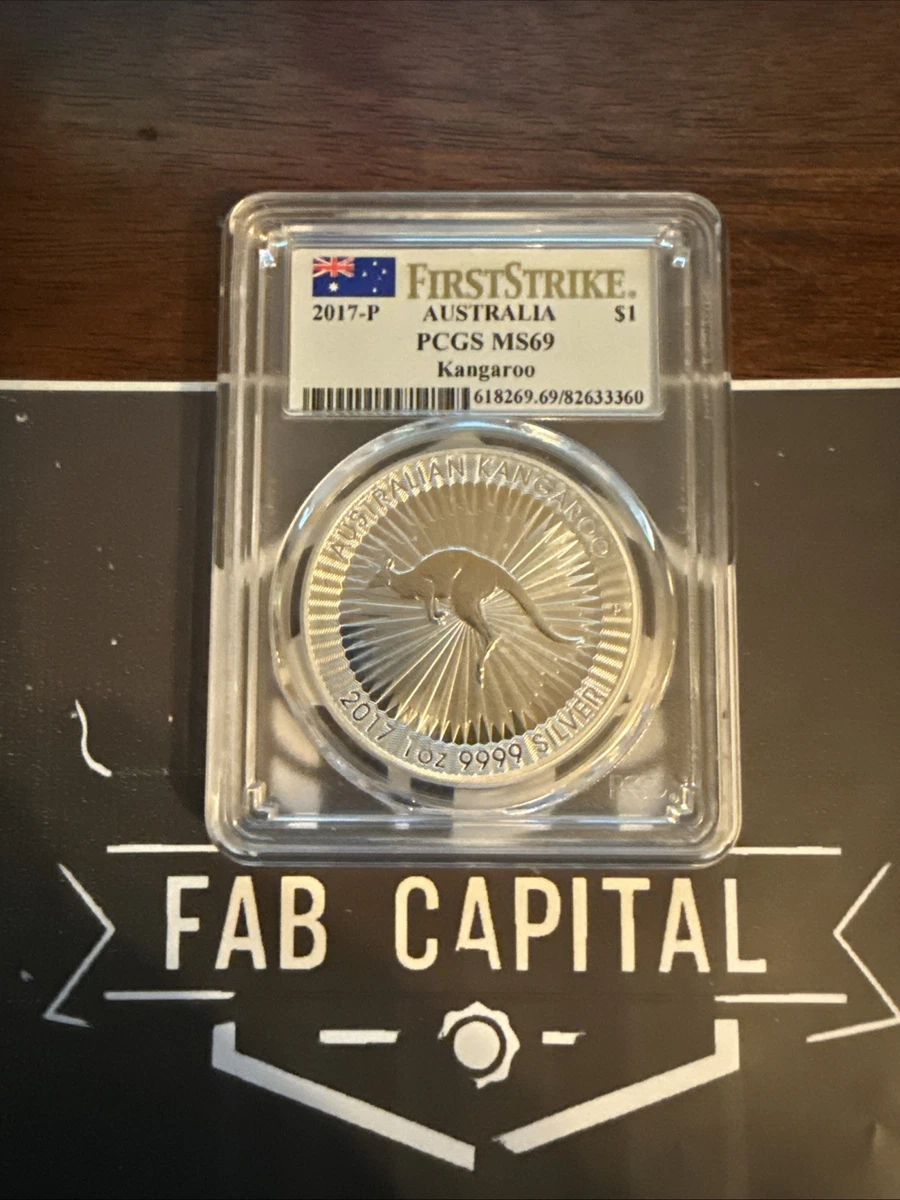 FIRSTSTRIKE®
2017-P AUSTRALIA $1
PCGS MS69
Kangaroo
618269.69/82633360
AUSTRALIAN KANGAROO
P
2017 1oz 9999 SILVER
FAB CAPITAL